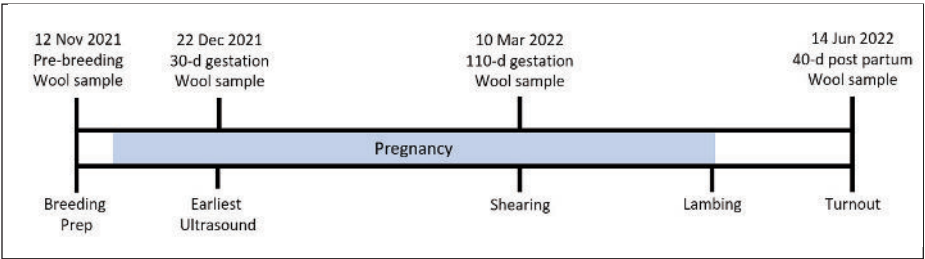 12 Nov 2021
Pre-breeding
Wool sample
22 Dec 2021
30-d gestation
Wool sample
10 Mar 2022
110-d gestation
Wool sample
14 Jun 2022
40-d post partum
Wool sample
Pregnancy
Breeding
Prep
Earliest
Ultrasound
Shearing
Lambing
Turnout